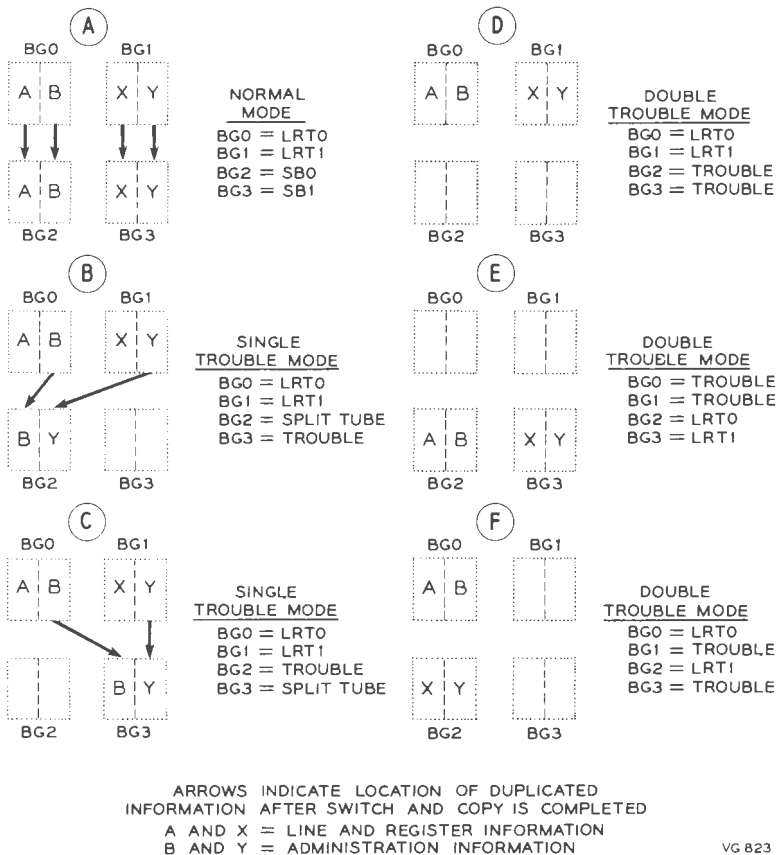 A
BG0 BG1
A B X Y
A B X Y
BG2 BG3
NORMAL
MODE
BG0 = LRT0
BG1 = LRT1
BG2 = SB0
BG3 = SB1
B
BG0 BG1
A B X Y
B Y
BG2 BG3
SINGLE
TROUBLE MODE
BG0 = LRT0
BG1 = LRT1
BG2 = SPLIT TUBE
BG3 = TROUBLE
C
BG0 BG1
A B X Y
B Y
BG2 BG3
SINGLE
TROUBLE MODE
BG0 = LRT0
BG1 = LRT1
BG2 = TROUBLE
BG3 = SPLIT TUBE
D
BG0 BG1
A B X Y
BG2 BG3
DOUBLE
TROUBLE MODE
BG0 = LRT0
BG1 = LRT1
BG2 = TROUBLE
BG3 = TROUBLE
E
BG0 BG1
A B X Y
BG2 BG3
DOUBLE
TROUBLE MODE
BG0 = TROUBLE
BG1 = TROUBLE
BG2 = LRT0
BG3 = LRT1
F
BG0 BG1
A B
X Y
BG2 BG3
DOUBLE
TROUBLE MODE
BG0 = LRT0
BG1 = TROUBLE
BG2 = LRT1
BG3 = TROUBLE
ARROWS INDICATE LOCATION OF DUPLICATED
INFORMATION AFTER SWITCH AND COPY IS COMPLETED
A AND X = LINE AND REGISTER INFORMATION
B AND Y = ADMINISTRATION INFORMATION
VG 823